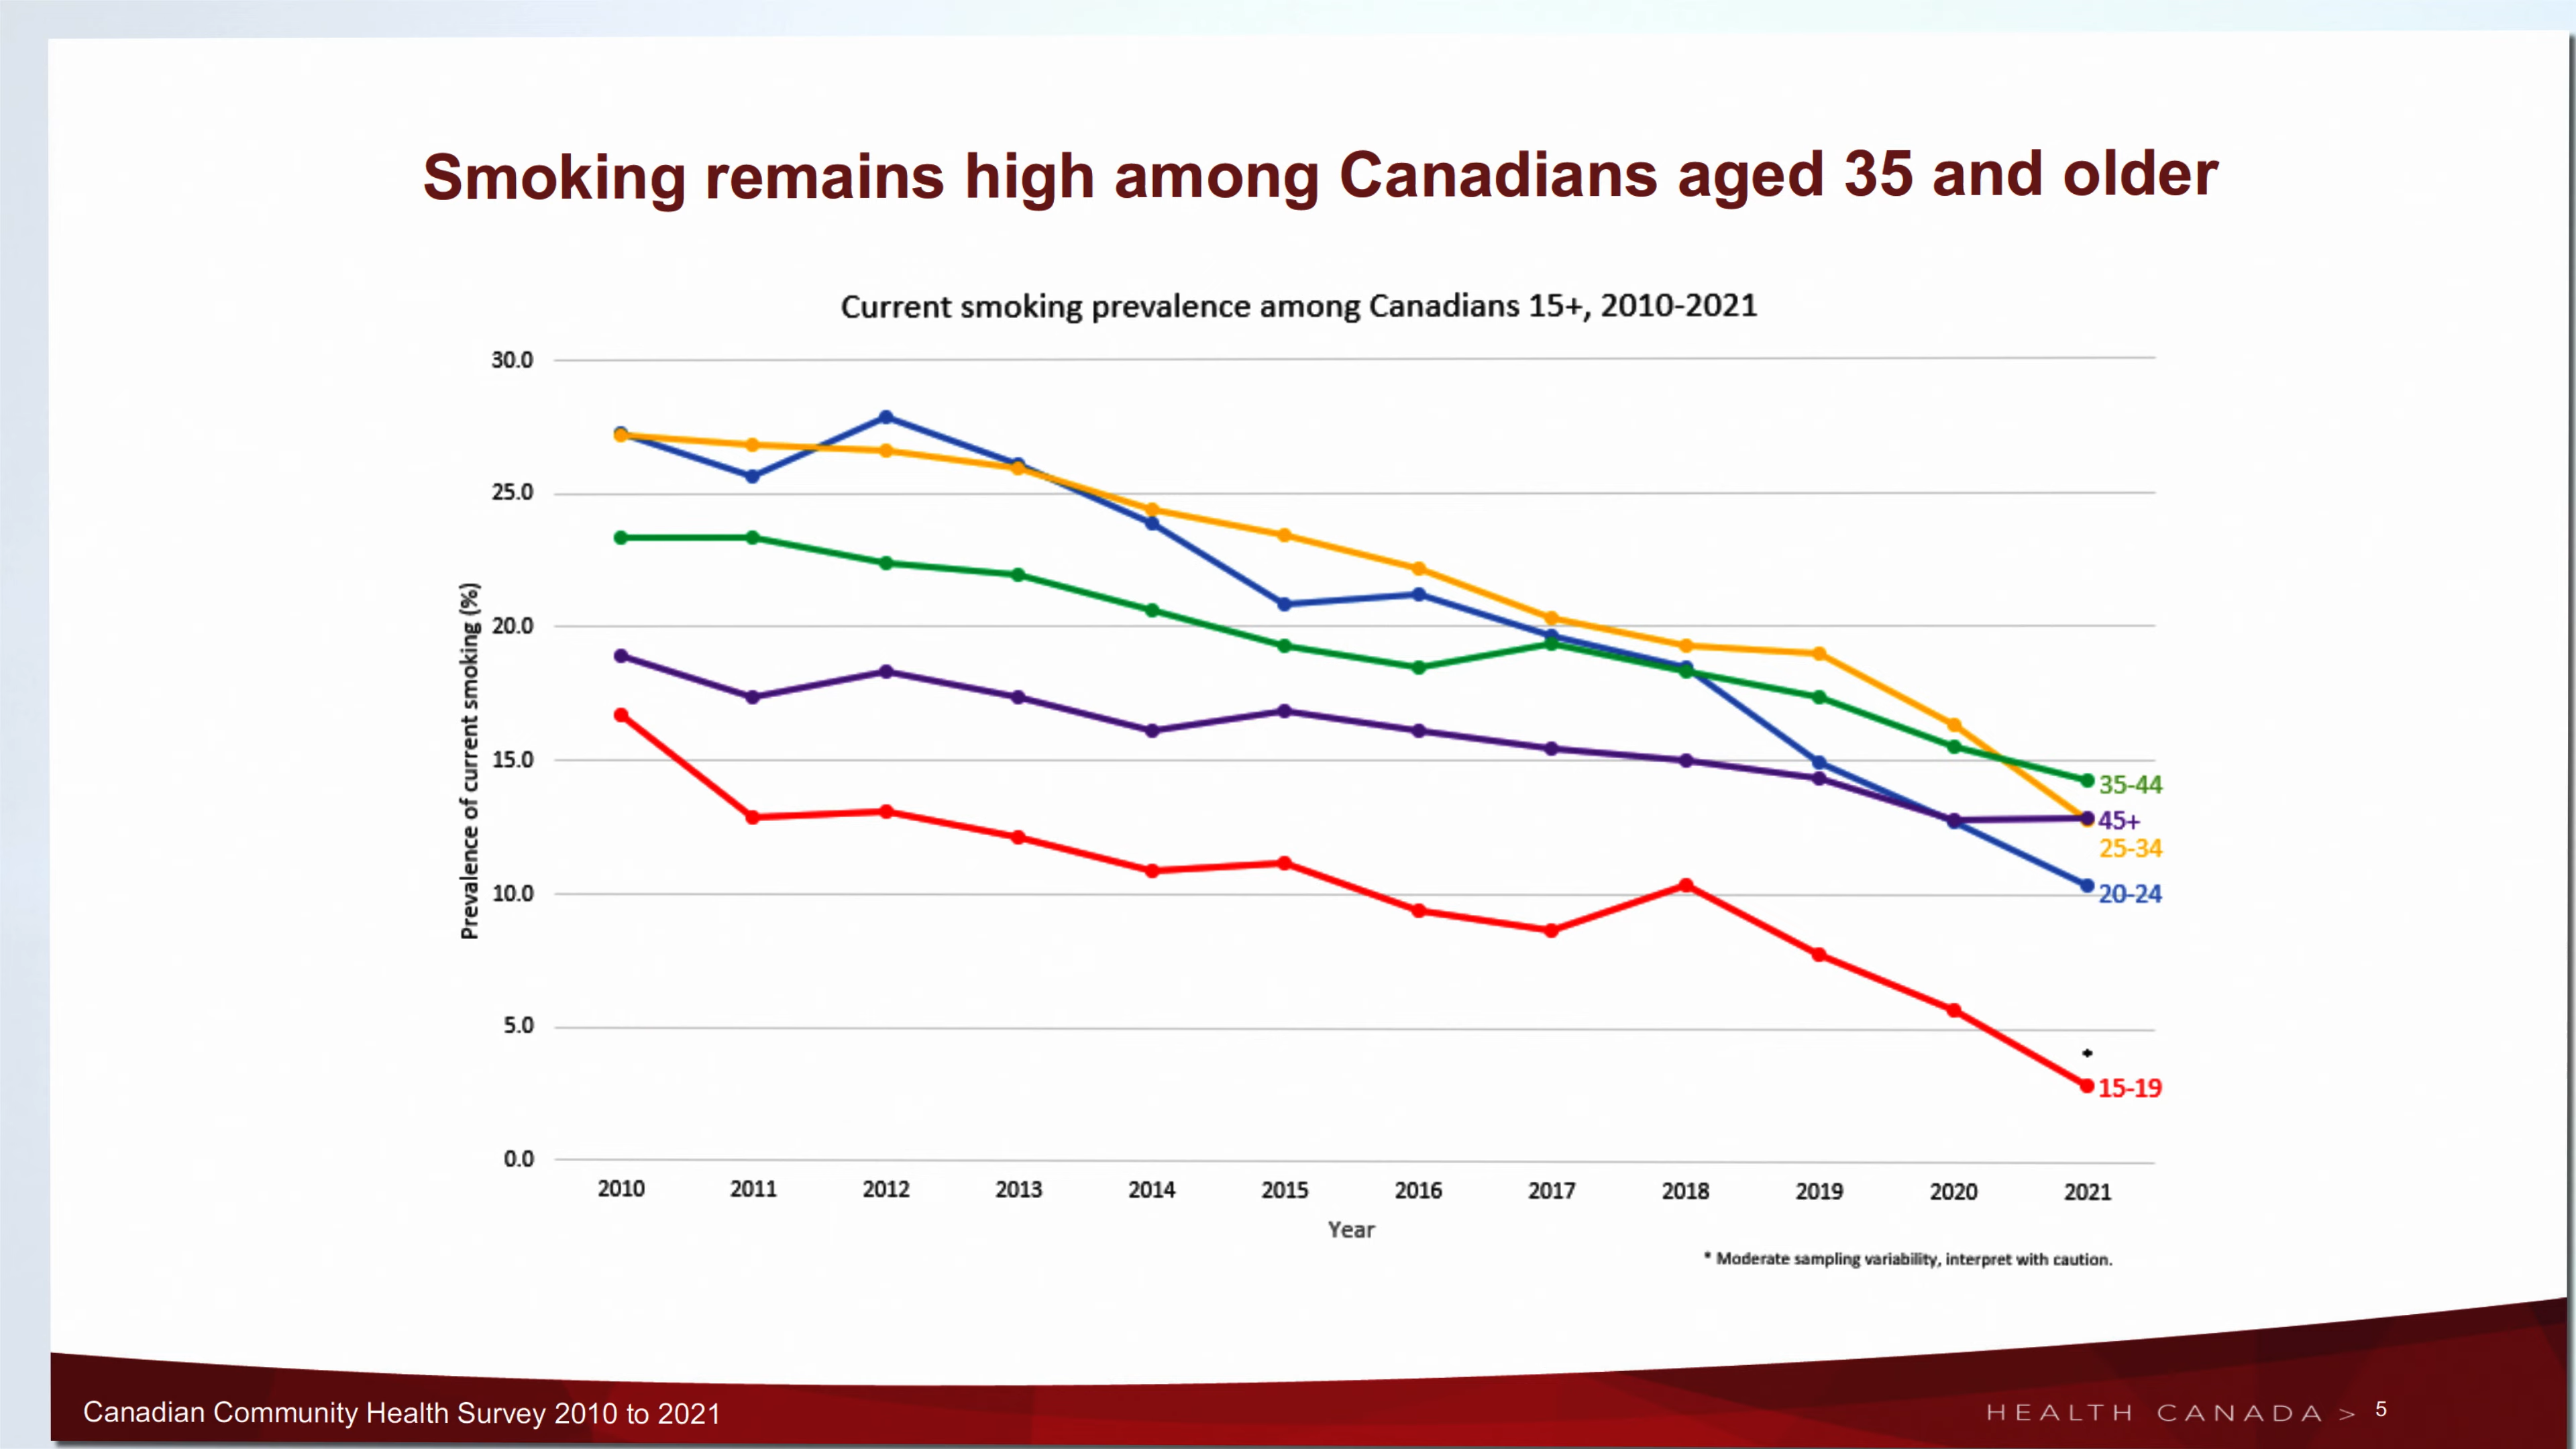 Smoking remains high among Canadians aged 35 and older
Current smoking prevalence among Canadians 15+, 2010-2021
30.0
25.0
20.0
15.0
10.0
5.0
0.0
Prevalence of current smoking (%)
35-44
45+
25-34
20-24
*
15-19
2010 2011 2012 2013 2014 2015 2016 2017 2018 2019 2020 2021
Year
* Moderate sampling variability, interpret with caution.
Canadian Community Health Survey 2010 to 2021
HEALTH CANADA > 5